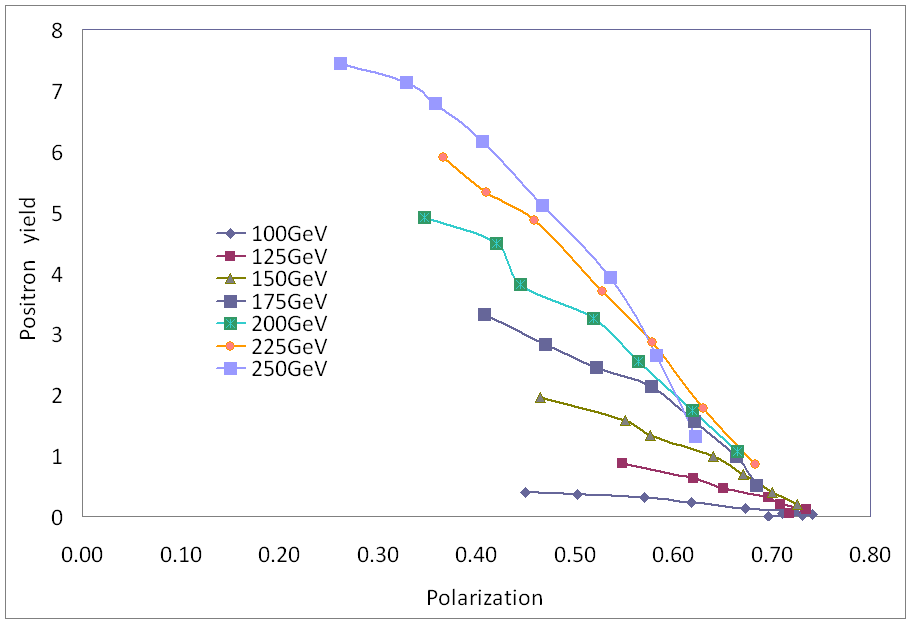 8
7
6
5
4
3
2
1
0
Positron yield
100GeV
125GeV
150GeV
175GeV
200GeV
225GeV
250GeV
0.00 0.10 0.20 0.30 0.40 0.50 0.60 0.70 0.80
Polarization